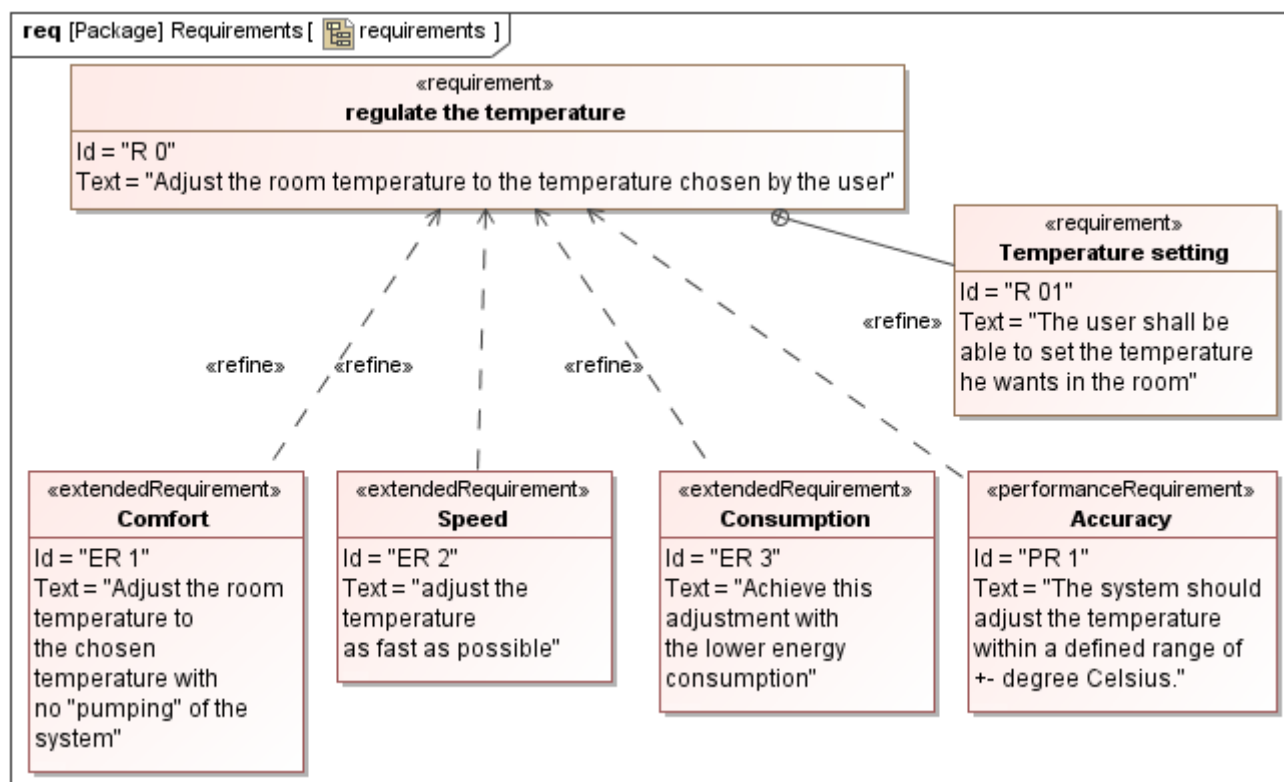 req [Package] Requirements [ requirements ]
«requirement»
regulate the temperature
Id = "R 0"
Text = "Adjust the room temperature to the temperature chosen by the user"
«requirement»
Temperature setting
Id = "R 01"
Text = "The user shall be
able to set the temperature
he wants in the room"
«refine»
«refine»
«refine»
«refine»
«extendedRequirement»
Comfort
Id = "ER 1"
Text = "Adjust the room
temperature to
the chosen
temperature with
no "pumping" of the
system"
«extendedRequirement»
Speed
Id = "ER 2"
Text = "adjust the
temperature
as fast as possible"
«extendedRequirement»
Consumption
Id = "ER 3"
Text = "Achieve this
adjustment with
the lower energy
consumption"
«performanceRequirement»
Accuracy
Id = "PR 1"
Text = "The system should
adjust the temperature
within a defined range of
+- degree Celsius."